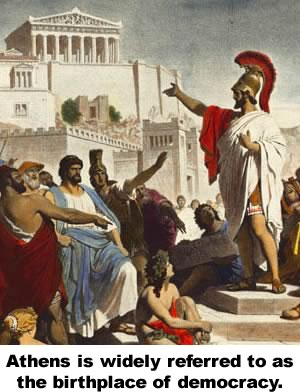 Athens is widely referred to as
the birthplace of democracy.